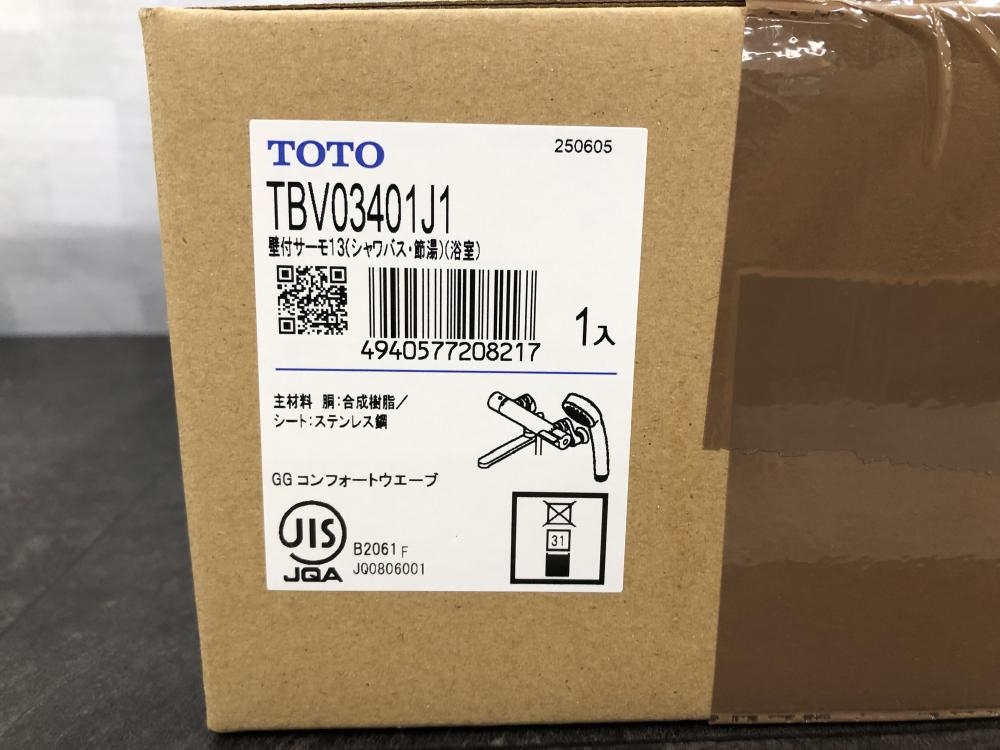 TOTO
250605
TBV03401J1
壁付サーモ13(シャワバス・節湯)(浴室)
4940577208217
1入
主材料 胴:合成樹脂/
シート:ステンレス鋼
GG コンフォートウエーブ
JIS
JQA
B2061 F
JQ0806001
31